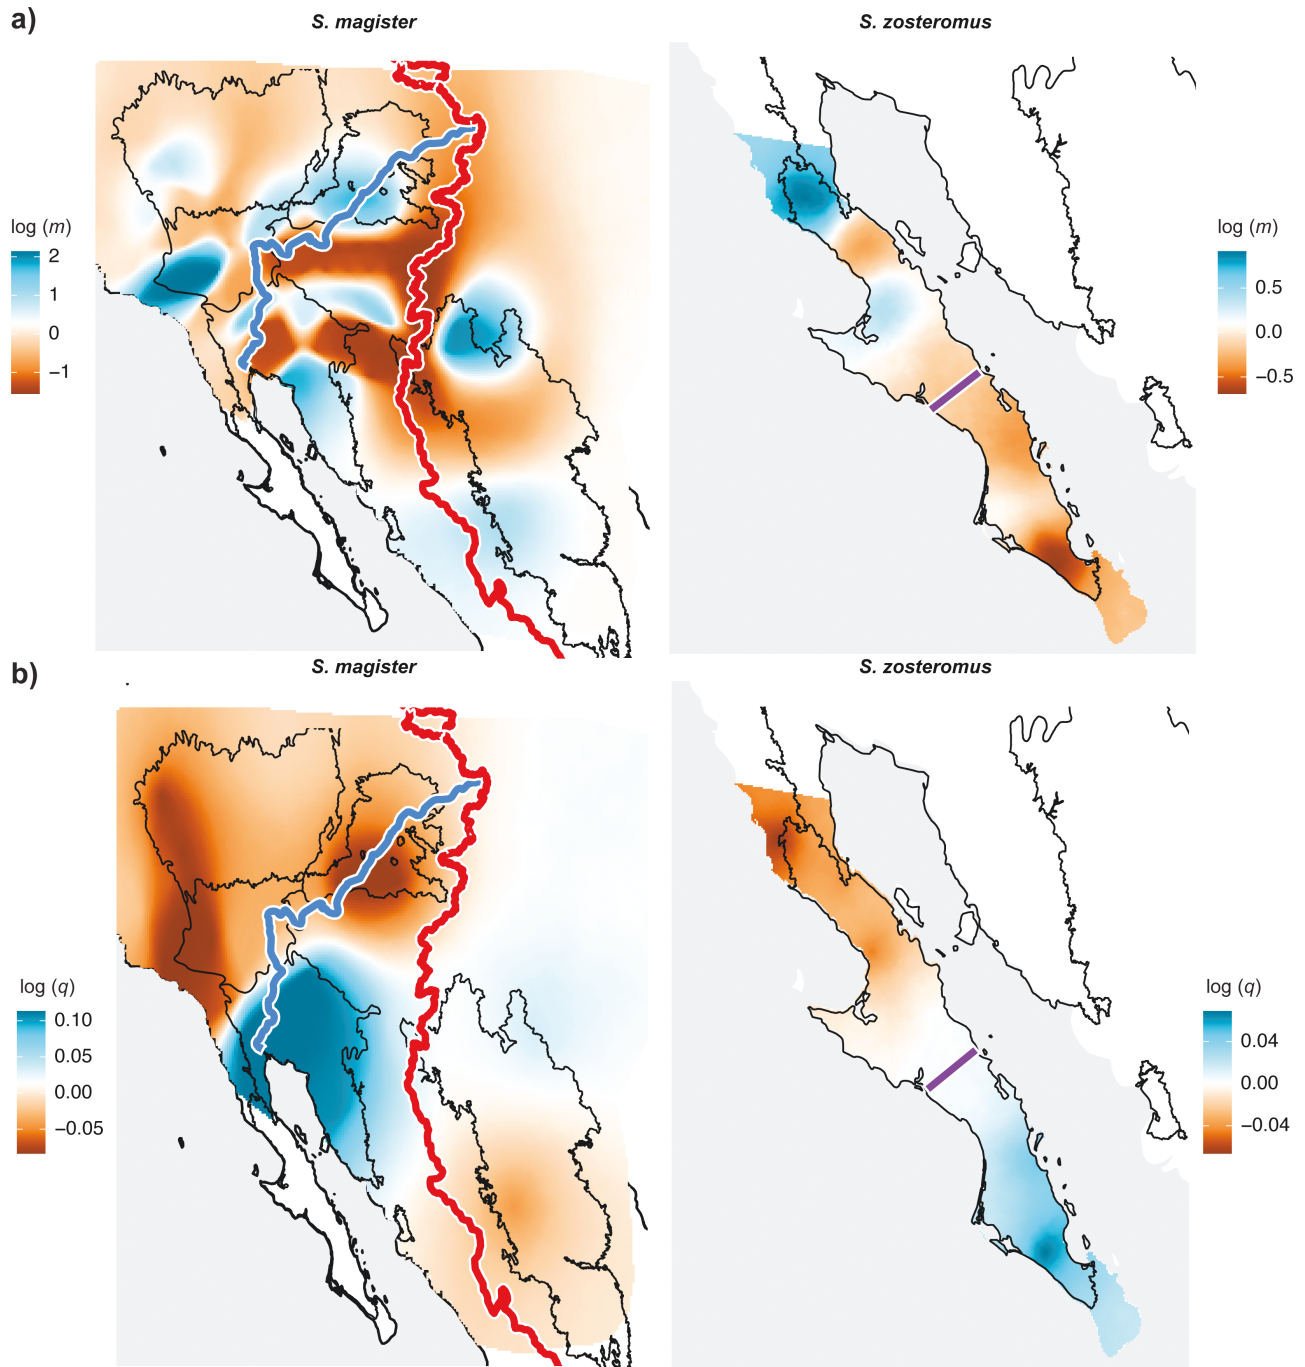 a)
S. magister
S. zosteromus
log (m)
2
1
0
−1
log (m)
0.5
0.0
−0.5
b)
S. magister
S. zosteromus
log (q)
0.10
0.05
0.00
−0.05
log (q)
0.04
0.00
−0.04